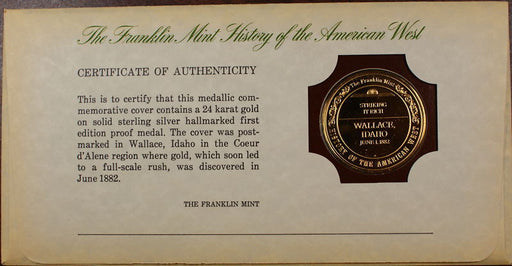 The Franklin Mint History of the American West
CERTIFICATE OF AUTHENTICITY
This is to certify that this medallic com-
memorative cover contains a 24 karat gold
on solid sterling silver hallmarked first
edition proof medal. The cover was post-
marked in Wallace, Idaho in the Coeur
d'Alene region where gold, which soon led
to a full-scale rush, was discovered in
June 1882.
THE FRANKLIN MINT
The Franklin Mint
STRIKING
IT RICH
WALLACE,
IDAHO
JUNE 1, 1882
HISTORY OF THE AMERICAN WEST